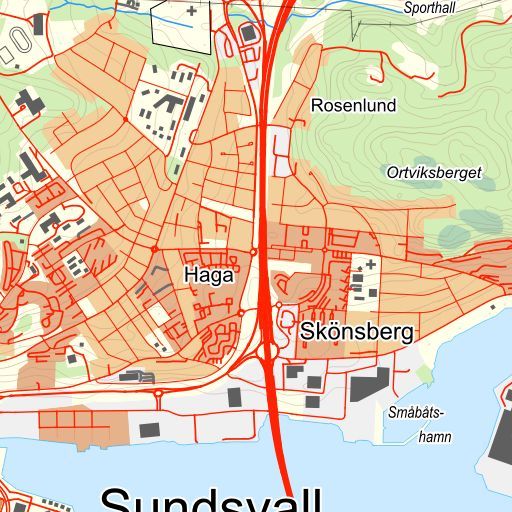 Sporthall
Rosenlund
Ortviksberget
Haga
Skönsberg
Småbåts-
hamn
Sundsvall